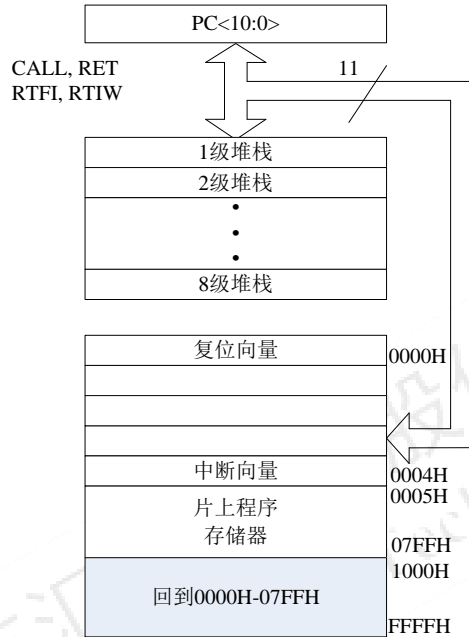 PC<10:0>
CALL, RET
RTFI, RTIW
11
1级堆栈
2级堆栈
8级堆栈
复位向量
0000H
中断向量
0004H
0005H
片上程序
存储器
07FFH
1000H
回到0000H-07FFH
FFFFH